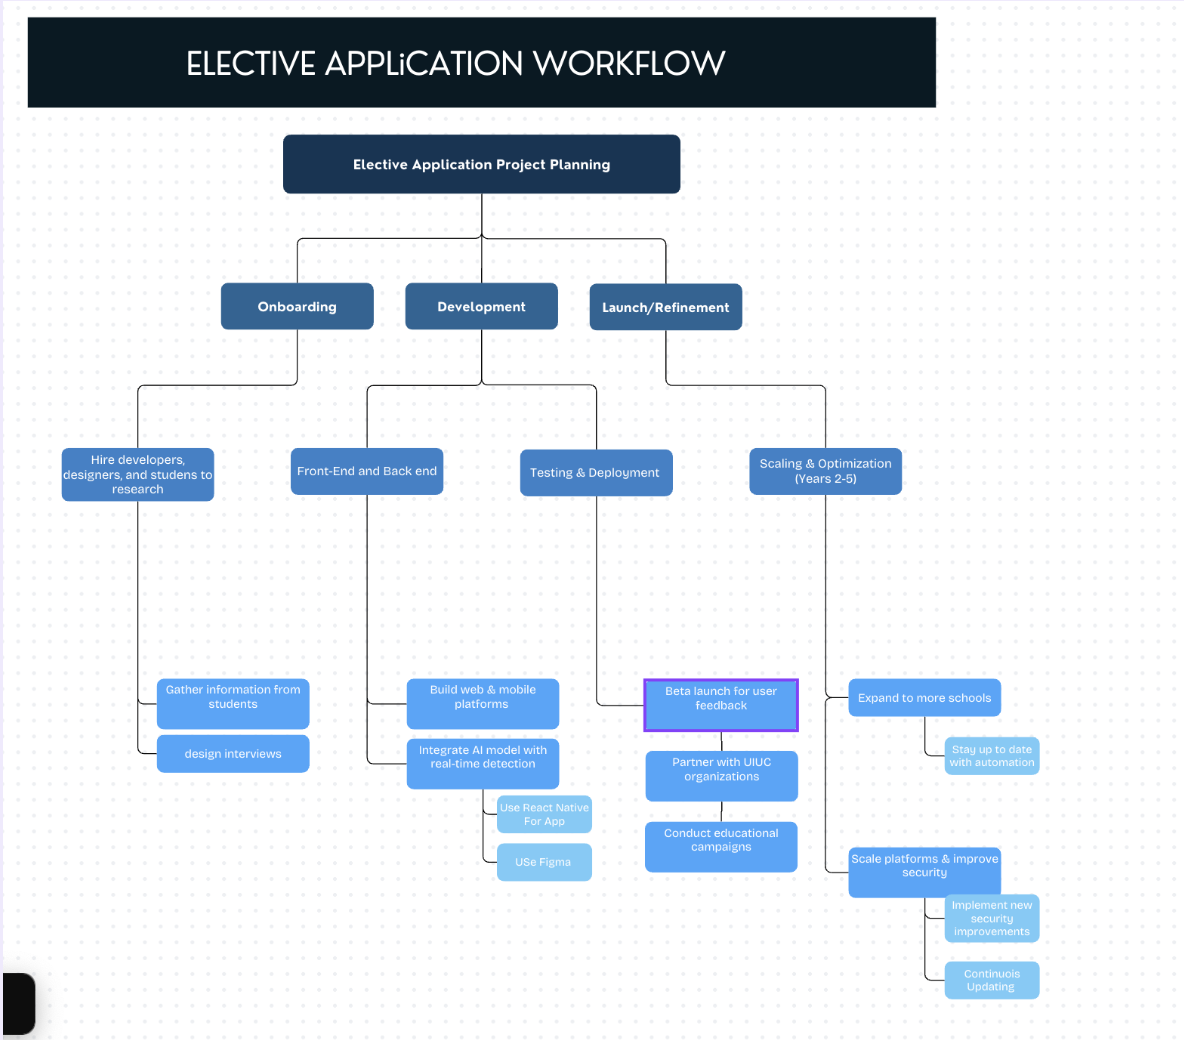 ELECTIVE APPLiCATION WORKFLOW
Elective Application Project Planning
Onboarding
Development
Launch/Refinement
Hire developers,
designers, and studens to
research
Front-End and Back end
Testing & Deployment
Scaling & Optimization
(Years 2-5)
Gather information from
students
design interviews
Build web & mobile
platforms
Integrate AI model with
real-time detection
Use React Native
For App
USe Figma
Beta launch for user
feedback
Partner with UIUC
organizations
Conduct educational
campaigns
Expand to more schools
Stay up to date
with automation
Scale platforms & improve
security
Implement new
security
improvements
Continuois
Updating